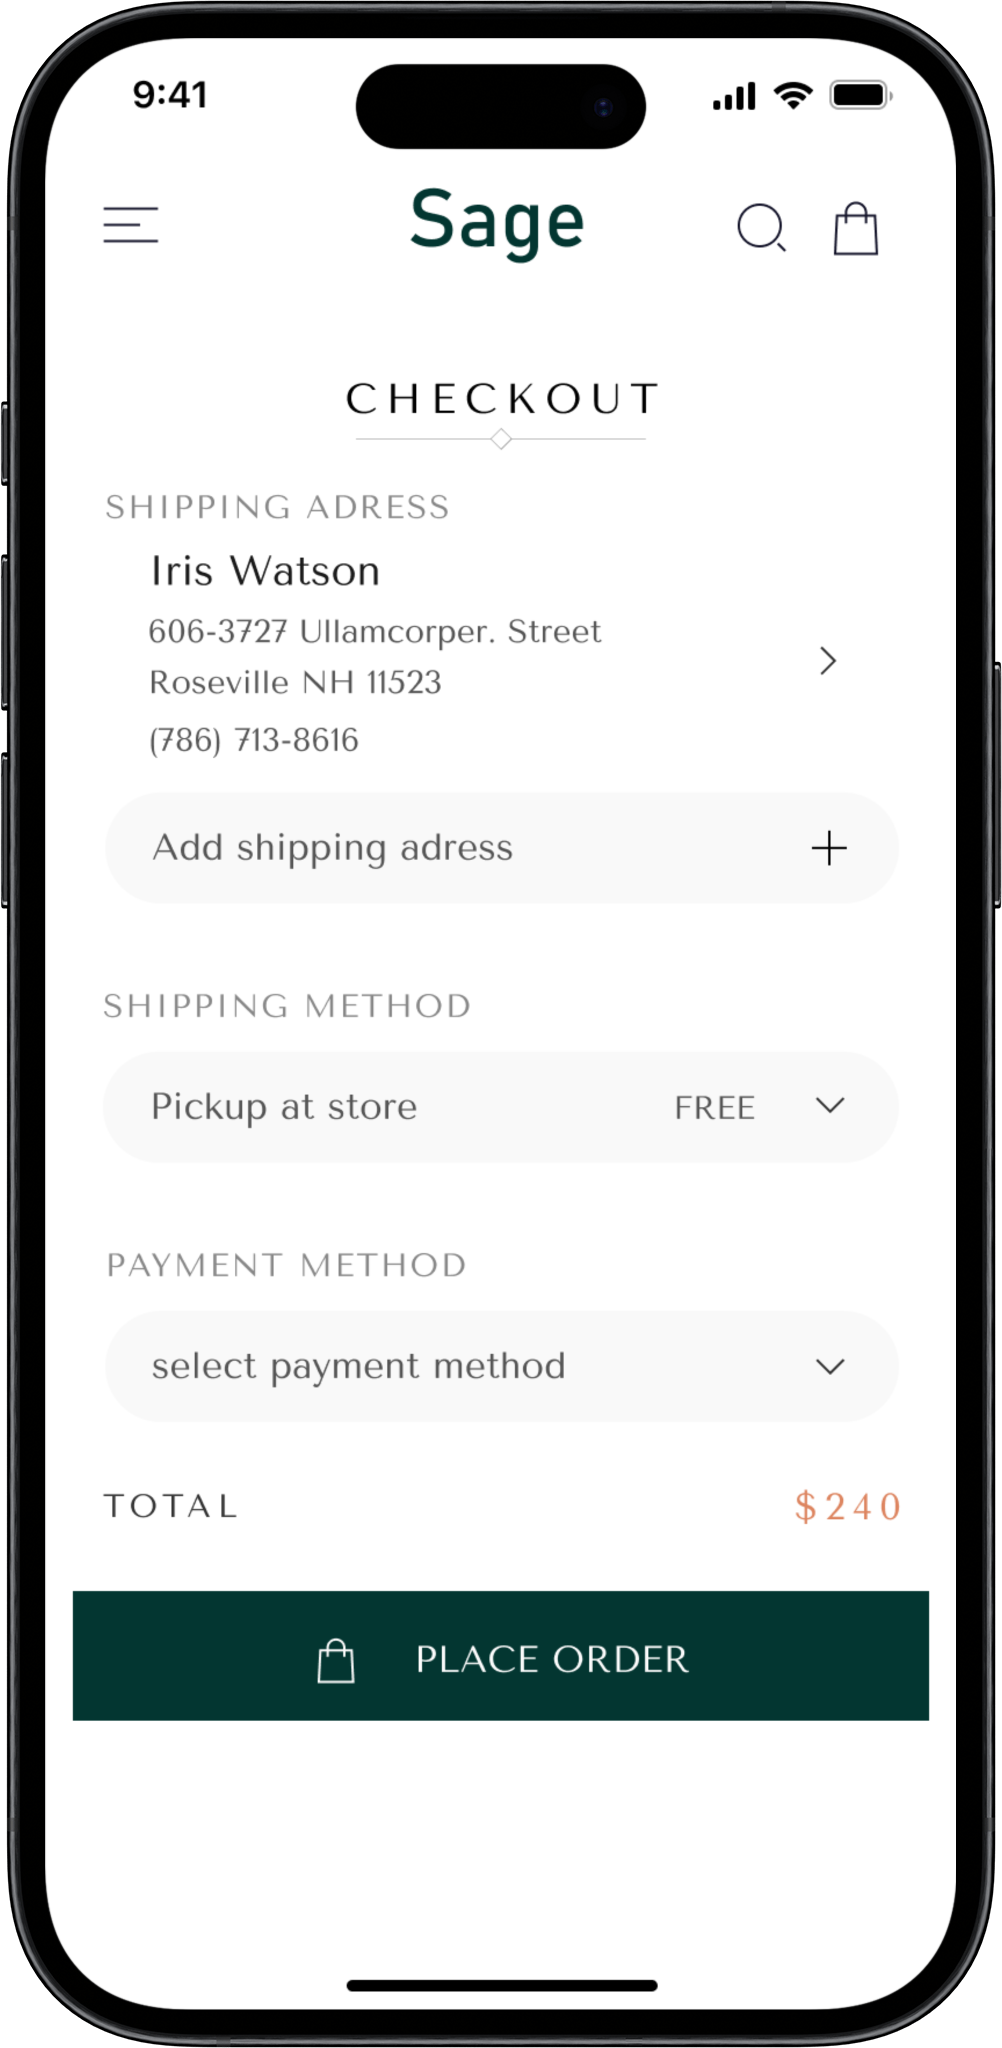 9:41
Sage
CHECKOUT
SHIPPING ADRESS
Iris Watson
606-3727 Ullamcorper. Street
Roseville NH 11523
(786) 713-8616
Add shipping adress
SHIPPING METHOD
Pickup at store FREE
PAYMENT METHOD
select payment method
TOTAL $240
PLACE ORDER